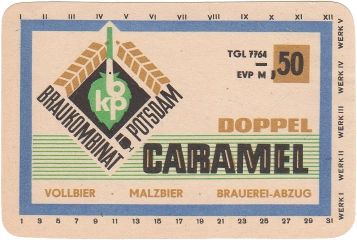 I II III IV V VI VII VIII IX X XI XII
TGL 7764
EVP M ,50
bkp
BRAUKOMBINAT POTSDAM
DOPPEL
CARAMEL
VOLLBIER · MALZBIER · BRAUEREI-ABZUG
1 3 5 7 9 11 13 15 17 19 21 23 25 27 29 31
WERK I WERK II WERK III WERK IV WERK V